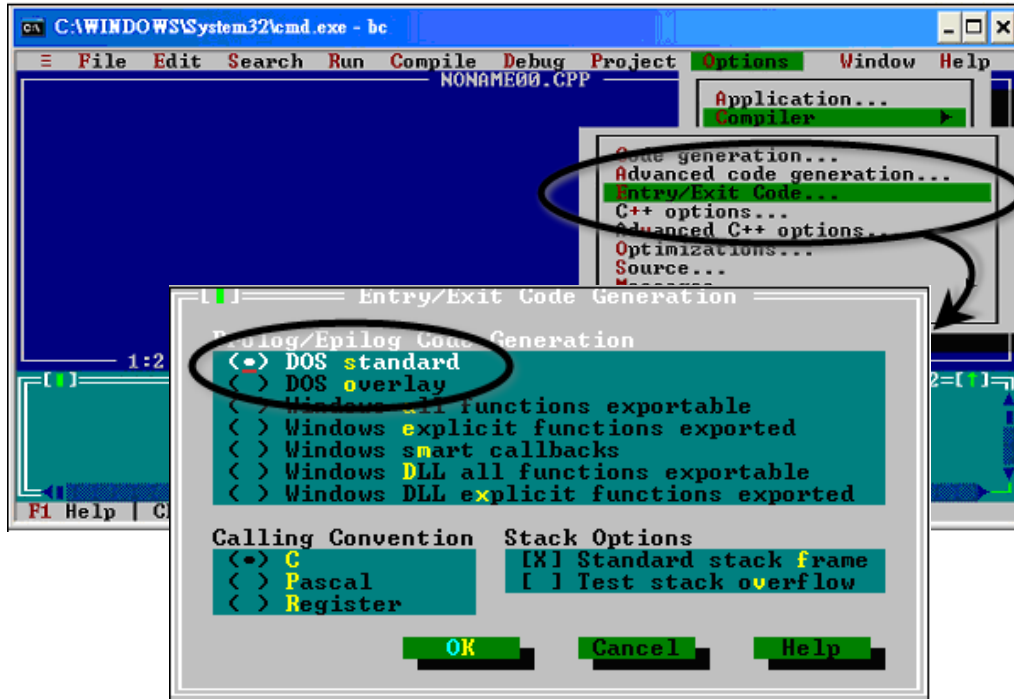 C:\WINDOWS\System32\cmd.exe - bc
≡ File Edit Search Run Compile Debug Project Options Window Help
NONAME00.CPP
Application...
Compiler
Code generation...
Advanced code generation...
Entry/Exit Code...
C++ options...
Advanced C++ options...
Optimizations...
Source...
Messages
1:2
2=[↑]
F1 Help
Entry/Exit Code Generation
Prolog/Epilog Code Generation
(•) DOS standard
( ) DOS overlay
( ) Windows all functions exportable
( ) Windows explicit functions exported
( ) Windows smart callbacks
( ) Windows DLL all functions exportable
( ) Windows DLL explicit functions exported
Calling Convention
(•) C
( ) Pascal
( ) Register
Stack Options
[X] Standard stack frame
[ ] Test stack overflow
OK Cancel Help